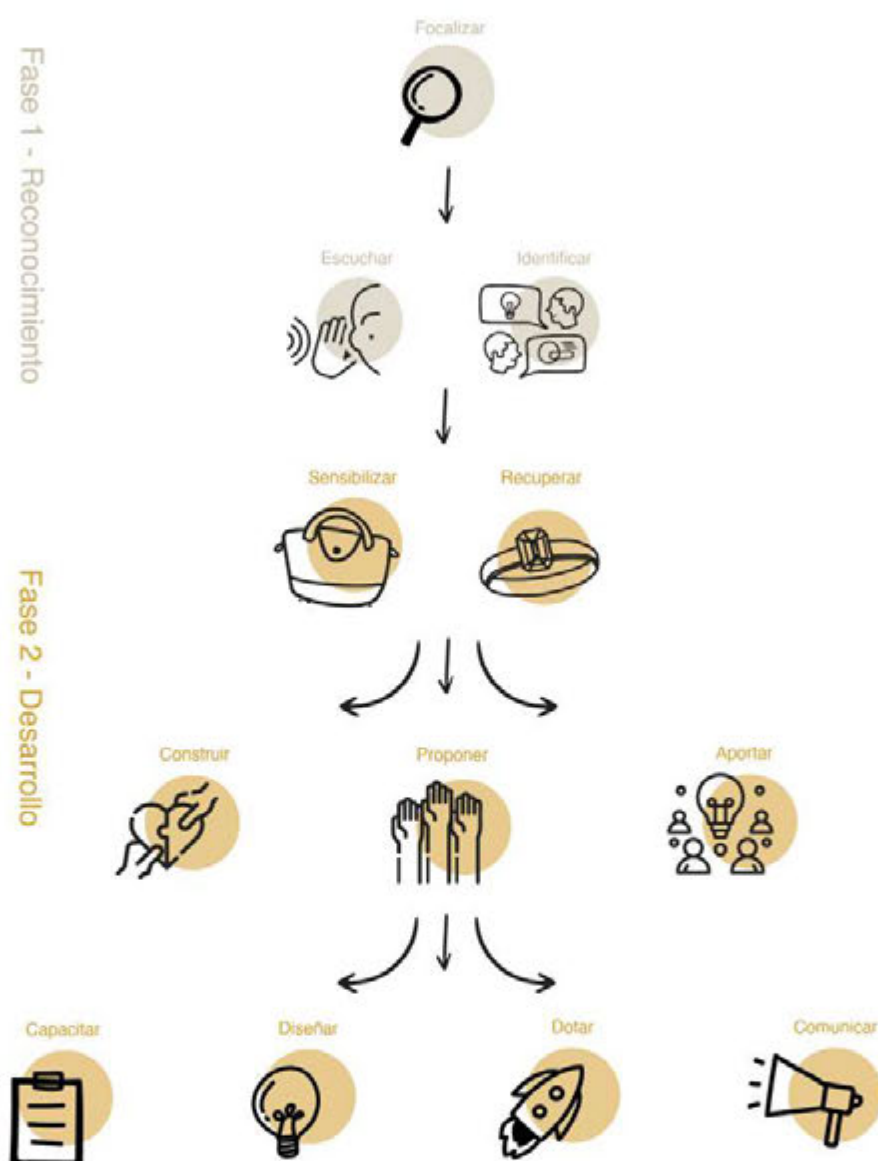 Fase 1 - Reconocimiento
Focalizar
Escuchar
Identificar
Fase 2 - Desarrollo
Sensibilizar
Recuperar
Construir
Proponer
Aportar
Capacitar
Diseñar
Dotar
Comunicar